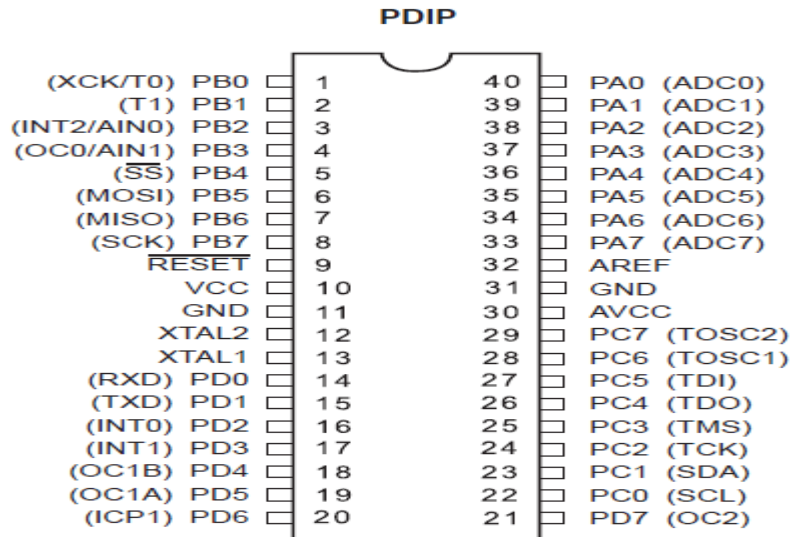 PDIP
(XCK/T0) PB0 1 40 PA0 (ADC0)
(T1) PB1 2 39 PA1 (ADC1)
(INT2/AIN0) PB2 3 38 PA2 (ADC2)
(OC0/AIN1) PB3 4 37 PA3 (ADC3)
(SS) PB4 5 36 PA4 (ADC4)
(MOSI) PB5 6 35 PA5 (ADC5)
(MISO) PB6 7 34 PA6 (ADC6)
(SCK) PB7 8 33 PA7 (ADC7)
RESET 9 32 AREF
VCC 10 31 GND
GND 11 30 AVCC
XTAL2 12 29 PC7 (TOSC2)
XTAL1 13 28 PC6 (TOSC1)
(RXD) PD0 14 27 PC5 (TDI)
(TXD) PD1 15 26 PC4 (TDO)
(INT0) PD2 16 25 PC3 (TMS)
(INT1) PD3 17 24 PC2 (TCK)
(OC1B) PD4 18 23 PC1 (SDA)
(OC1A) PD5 19 22 PC0 (SCL)
(ICP1) PD6 20 21 PD7 (OC2)